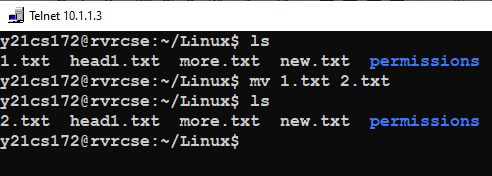 Telnet 10.1.1.3
y21cs172@rvrcse:~/Linux$ ls
1.txt  head1.txt  more.txt  new.txt  permissions
y21cs172@rvrcse:~/Linux$ mv 1.txt 2.txt
y21cs172@rvrcse:~/Linux$ ls
2.txt  head1.txt  more.txt  new.txt  permissions
y21cs172@rvrcse:~/Linux$